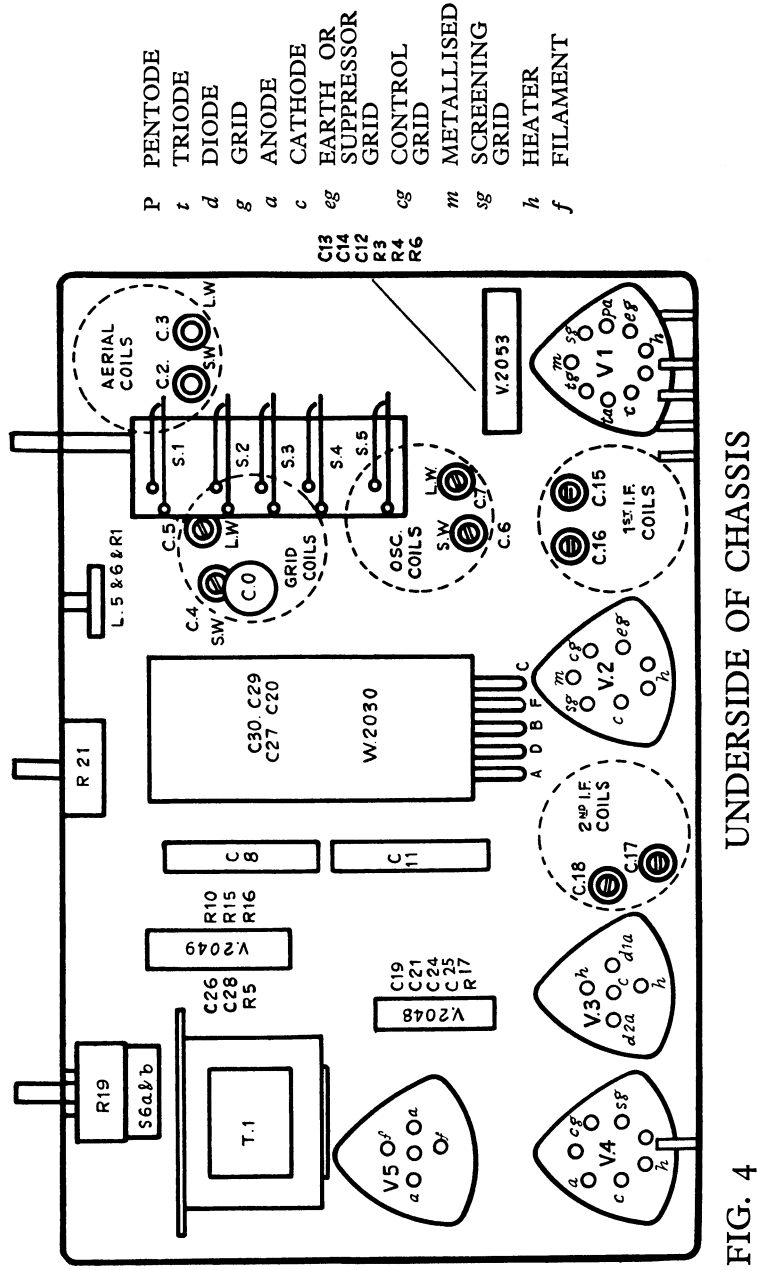 P PENTODE
t TRIODE
d DIODE
g GRID
a ANODE
c CATHODE
eg EARTH OR
SUPPRESSOR
GRID
cg CONTROL
GRID
m METALLISED
sg SCREENING
GRID
h HEATER
f FILAMENT
C13
C14
C12
R3
R4
R6
AERIAL
COILS
C.2.
C.3
S.W
L.W
S.1
S.2
S.3
S.4
S.5
C.5
L.W
C.4
S.W
C.O
GRID
COILS
L.5 & 6 & R1
OSC.
COILS
L.W
C.7
S.W
C.6
V.2053
V1
m
tg
sg
pa
eg
ta
c
h
1ST I.F.
COILS
C.15
C.16
R 21
C30. C29
C27 C20
W.2030
A D B F C
V.2
m
sg
cg
eg
c
h
C 8
C 11
2ND I.F.
COILS
C.18
C.17
R10
R15
R16
V.2049
C26
C28
R5
C19
C21
C24
C25
R17
V.2048
V.3
h
d1a
c
d2a
h
R19
S6a&b
T.1
V5
f
a
a
f
V.4
a
cg
sg
c
h
FIG. 4
UNDERSIDE OF CHASSIS